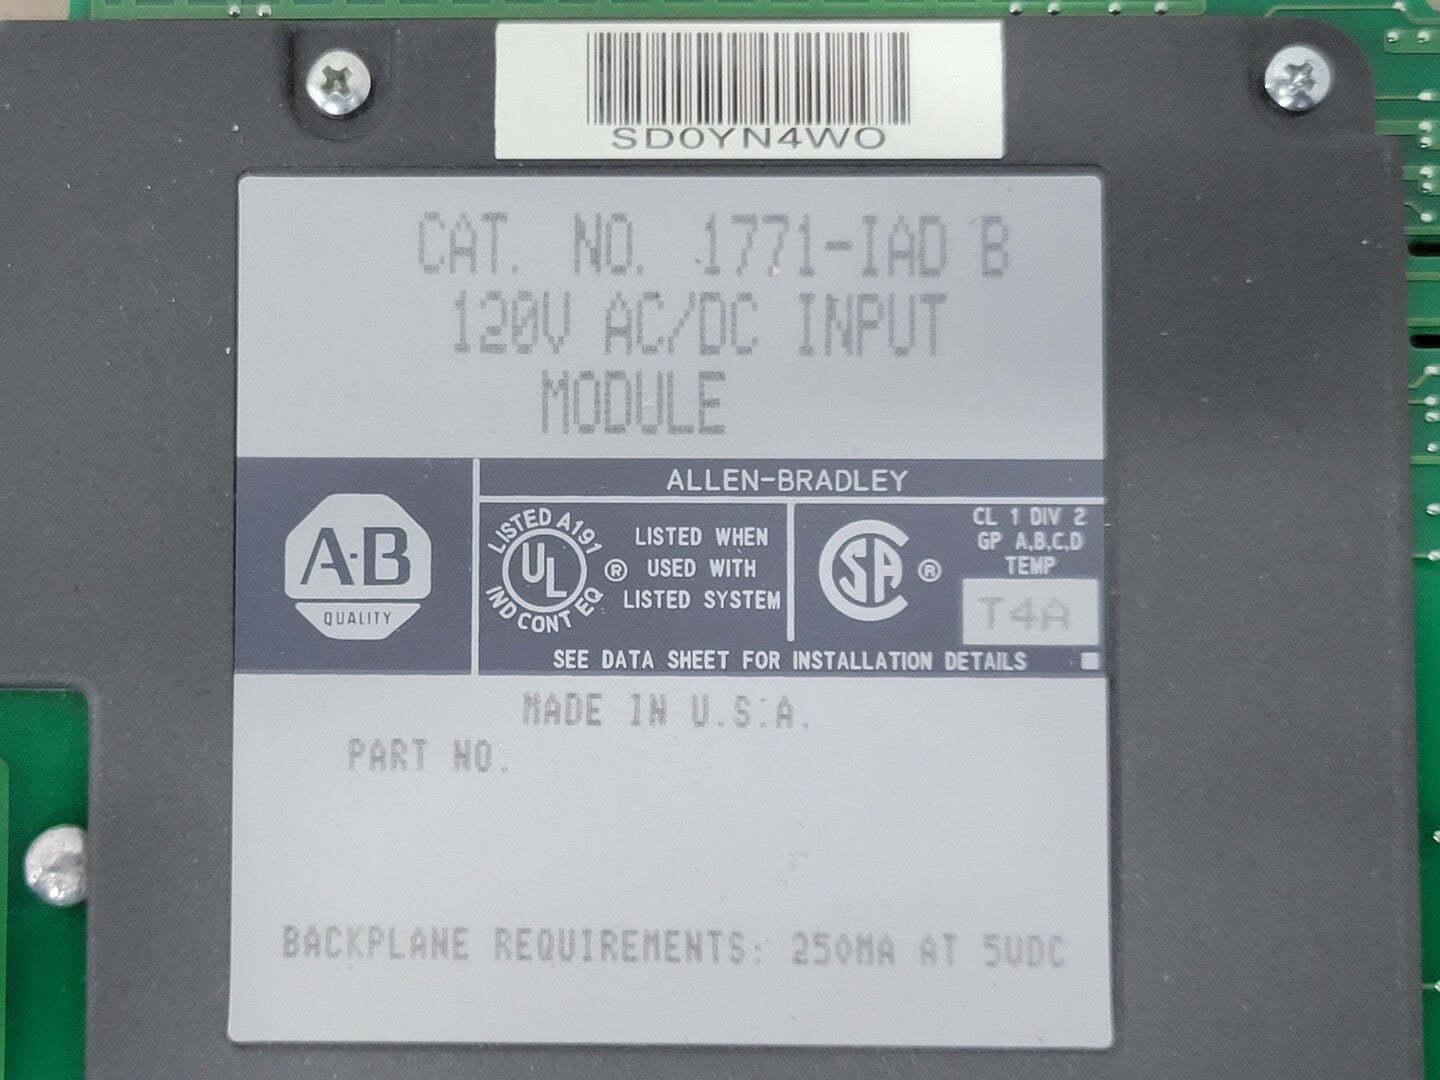 SD0YN4WO
CAT. NO. 1771-IAD B
120V AC/DC INPUT
MODULE
ALLEN-BRADLEY
A-B
QUALITY
LISTED A191
UL
IND CONT EQ
®
LISTED WHEN
USED WITH
LISTED SYSTEM
SA
®
CL 1 DIV 2
GP A,B,C,D
TEMP
T4A
SEE DATA SHEET FOR INSTALLATION DETAILS
MADE IN U.S.A.
PART NO.
BACKPLANE REQUIREMENTS: 250MA AT 5VDC